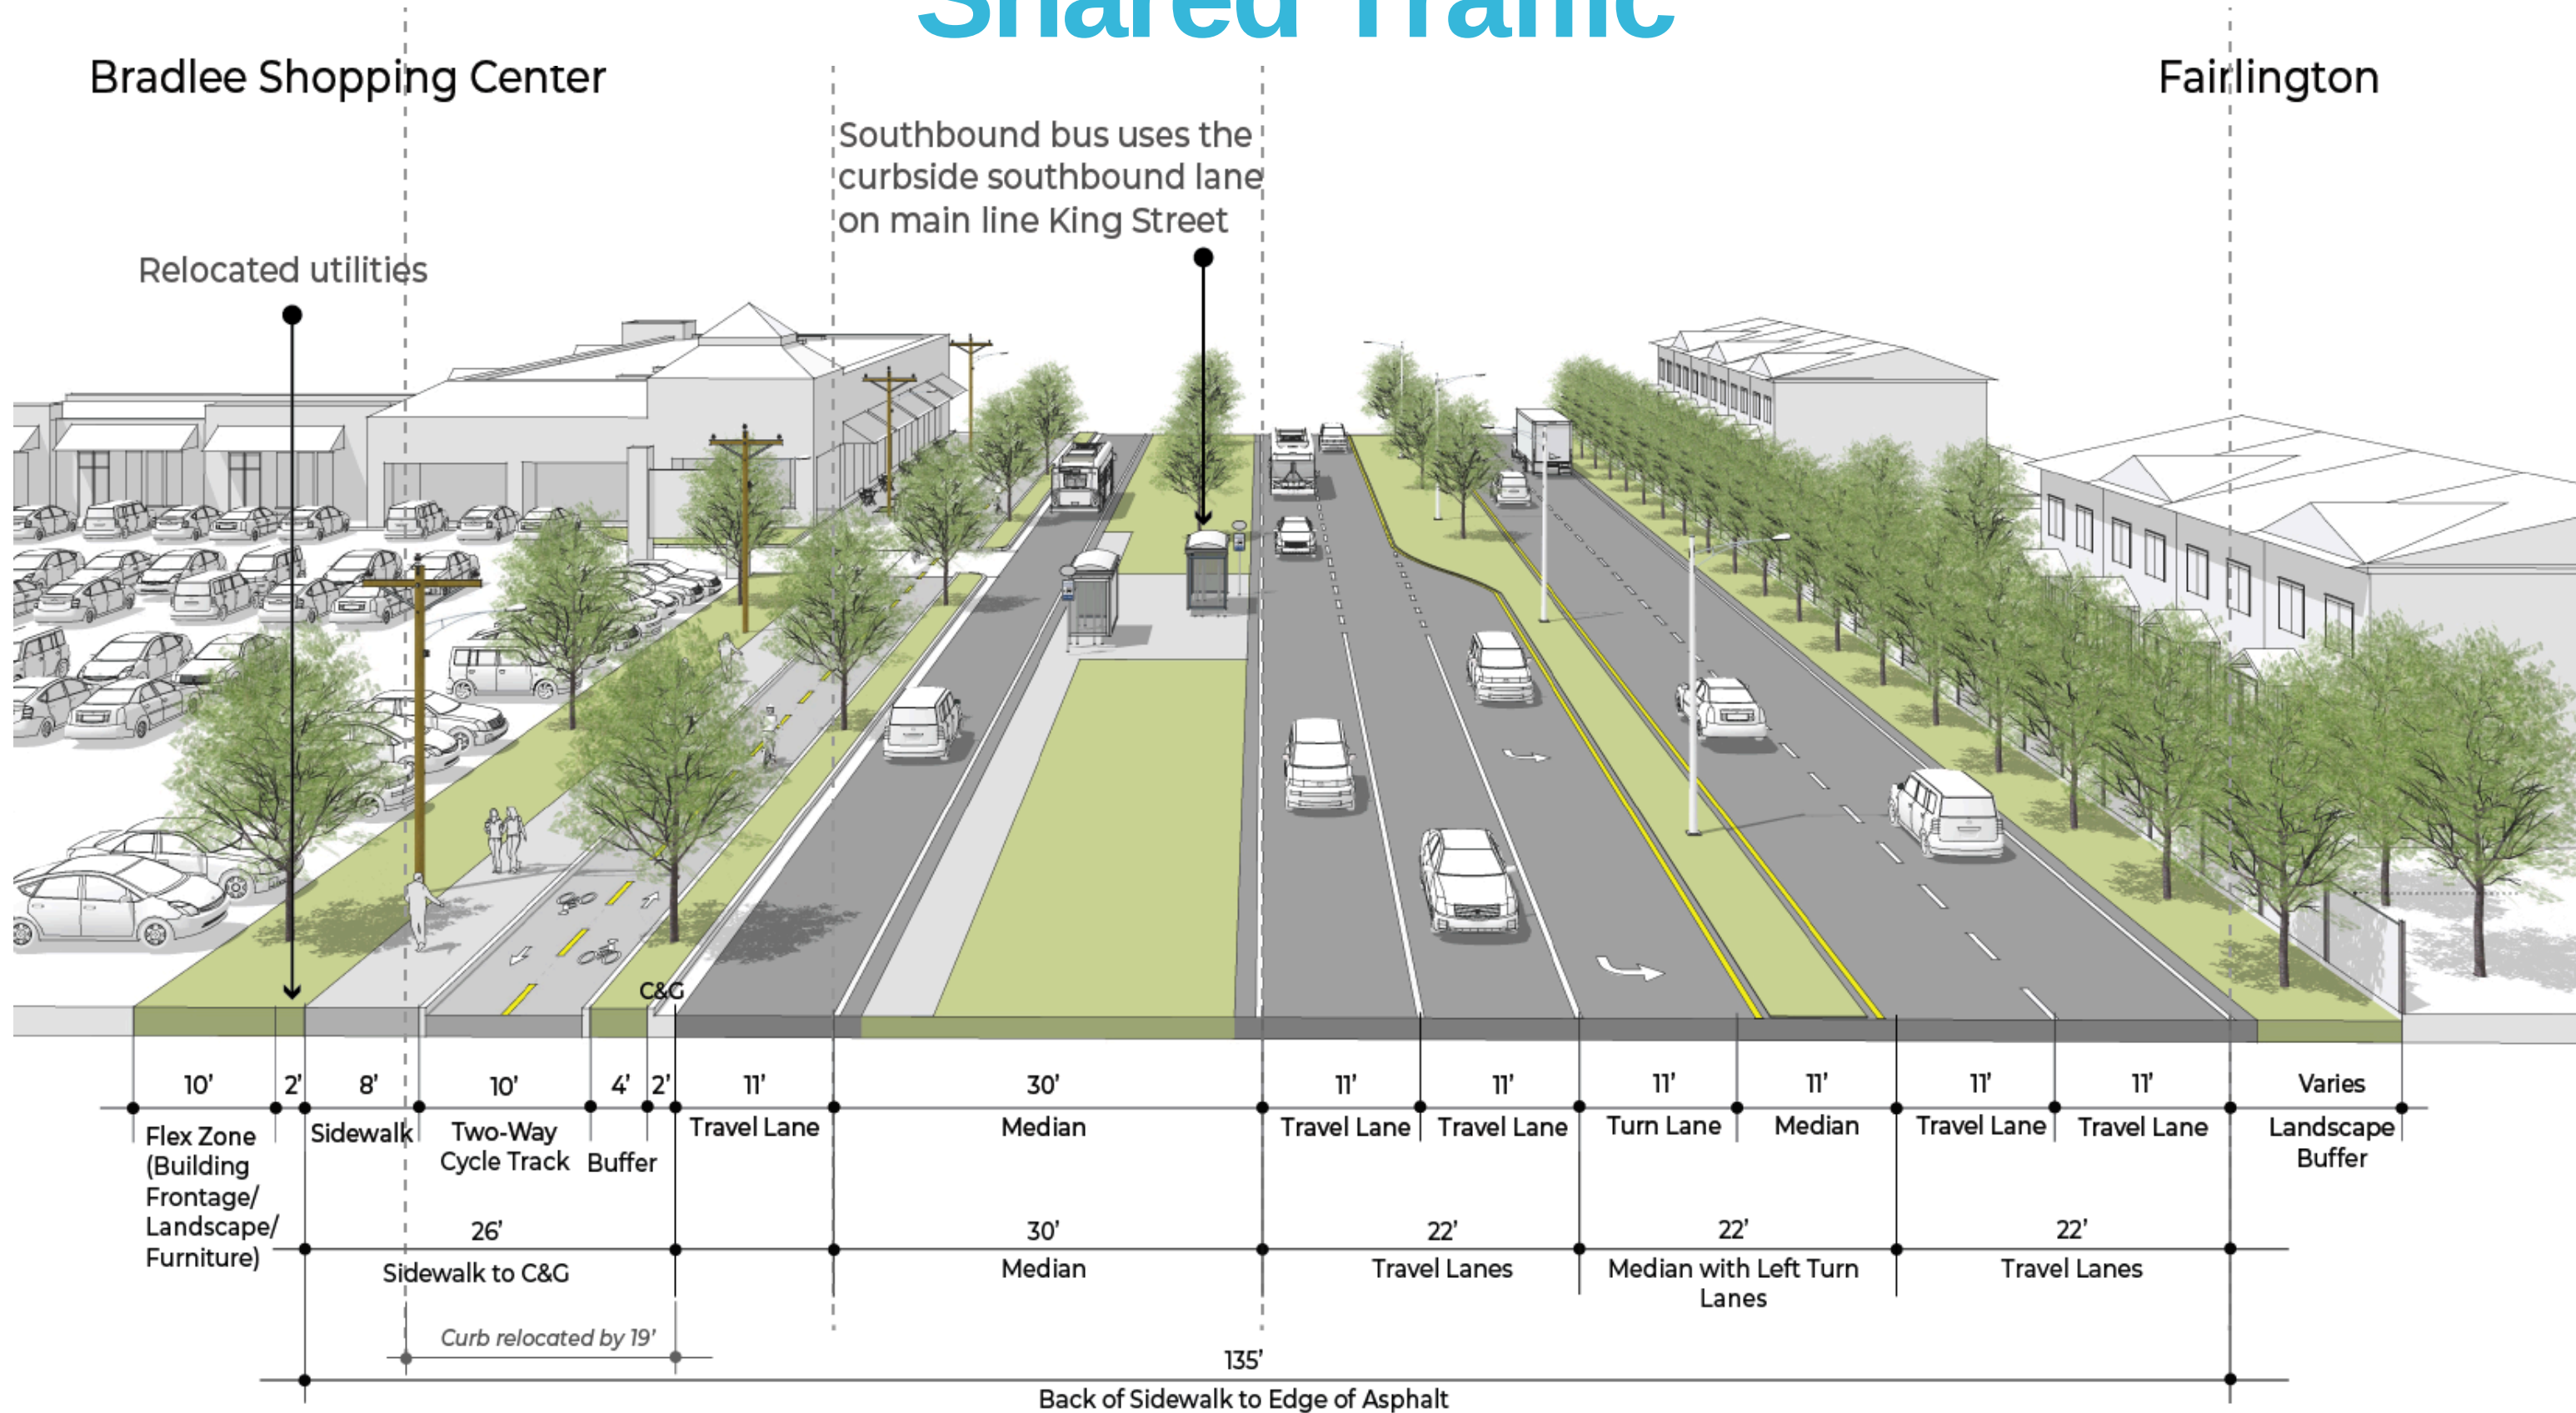 Shared Traffic
Bradlee Shopping Center
Fairlington
Southbound bus uses the
curbside southbound lane
on main line King Street
Relocated utilities
C&G
10’ 2’ 8’ 10’ 4’ 2’ 11’ 30’ 11’ 11’ 11’ 11’ 11’ 11’ Varies
Flex Zone
(Building
Frontage/
Landscape/
Furniture)
Sidewalk
Two-Way
Cycle Track
Buffer
Travel Lane
Median
Travel Lane
Travel Lane
Turn Lane
Median
Travel Lane
Travel Lane
Landscape
Buffer
26’ 30’ 22’ 22’ 22’
Sidewalk to C&G
Median
Travel Lanes
Median with Left Turn
Lanes
Travel Lanes
Curb relocated by 19’
135’
Back of Sidewalk to Edge of Asphalt